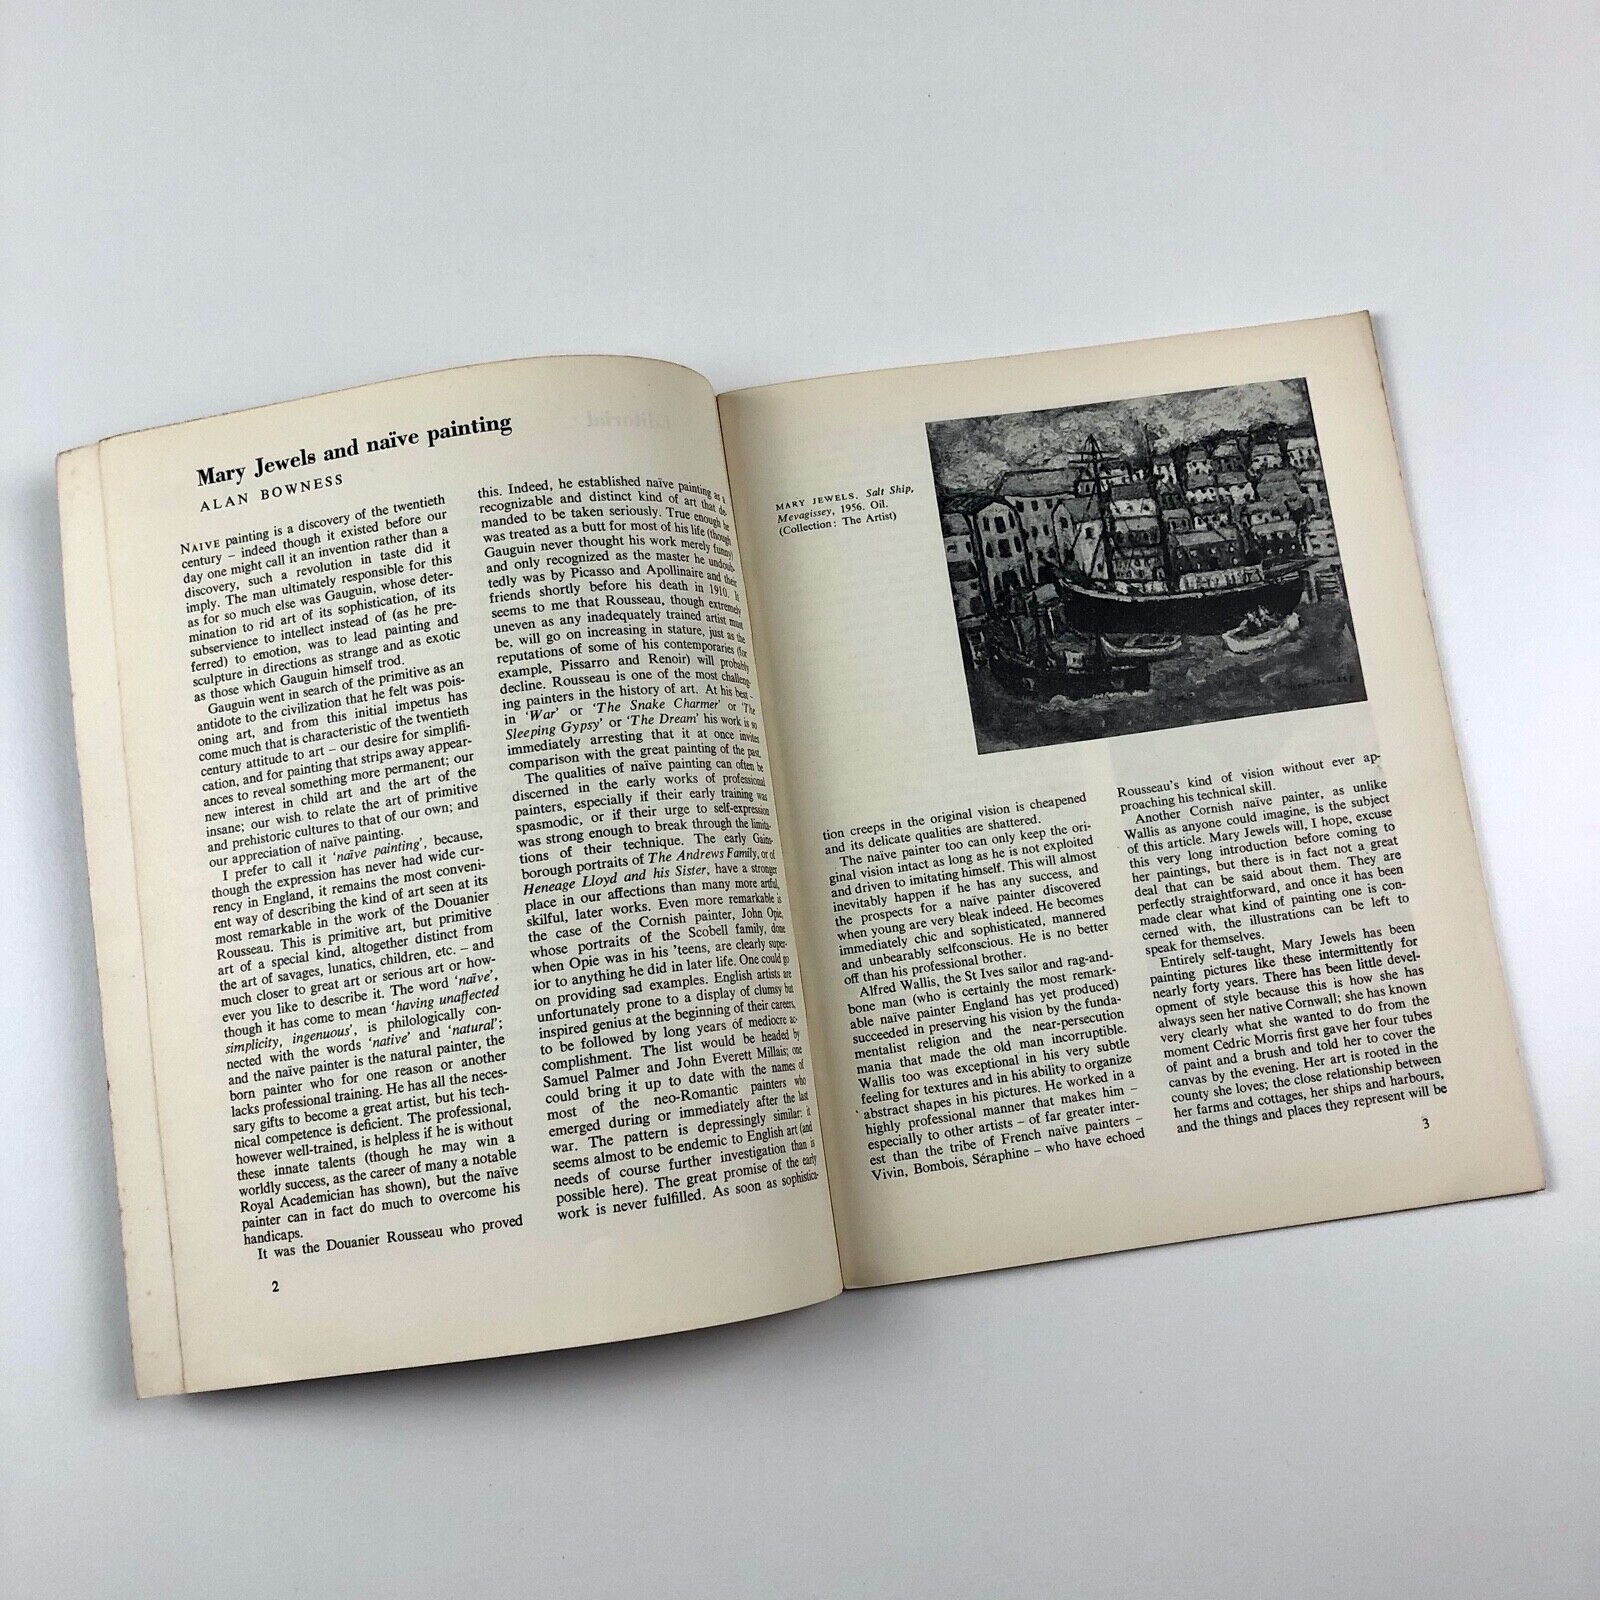 Mary Jewels and naïve painting
ALAN BOWNESS
NAIVE painting is a discovery of the twentieth
century – indeed though it existed before our
day one might call it an invention rather than a
discovery, such a revolution in taste did it
imply. The man ultimately responsible for this
as for so much else was Gauguin, whose deter-
mination to rid art of its sophistication, of its
subservience to intellect instead of (as he pre-
ferred) to emotion, was to lead painting and
sculpture in directions as strange and as exotic
as those which Gauguin himself trod.
Gauguin went in search of the primitive as an
antidote to the civilization that he felt was pois-
oning art, and from this initial impetus has
come much that is characteristic of the twentieth
century attitude to art – our desire for simplifi-
cation, and for painting that strips away appear-
ances to reveal something more permanent; our
new interest in child art and the art of the
insane; our wish to relate the art of primitive
and prehistoric cultures to that of our own; and
our appreciation of naïve painting.
I prefer to call it 'naïve painting', because,
though the expression has never had wide cur-
rency in England, it remains the most conveni-
ent way of describing the kind of art seen at its
most remarkable in the work of the Douanier
Rousseau. This is primitive art, but primitive
art of a special kind, altogether distinct from
the art of savages, lunatics, children, etc. – and
much closer to great art or serious art or how-
ever you like to describe it. The word 'naïve',
though it has come to mean 'having unaffected
simplicity, ingenuous', is philologically con-
nected with the words 'native' and 'natural';
and the naïve painter is the natural painter, the
born painter who for one reason or another
lacks professional training. He has all the neces-
sary gifts to become a great artist, but his tech-
nical competence is deficient. The professional,
however well-trained, is helpless if he is without
these innate talents (though he may win a
worldly success, as the career of many a notable
Royal Academician has shown), but the naïve
painter can in fact do much to overcome his
handicaps.
It was the Douanier Rousseau who proved
2
this. Indeed, he established naïve painting as a
recognizable and distinct kind of art that de-
manded to be taken seriously. True enough he
was treated as a butt for most of his life (though
Gauguin never thought his work merely funny)
and only recognized as the master he undoub-
tedly was by Picasso and Apollinaire and their
friends shortly before his death in 1910. It
seems to me that Rousseau, though extremely
uneven as any inadequately trained artist must
be, will go on increasing in stature, just as the
reputations of some of his contemporaries (for
example, Pissarro and Renoir) will probably
decline. Rousseau is one of the most challeng-
ing painters in the history of art. At his best –
in 'War' or 'The Snake Charmer' or 'The
Sleeping Gypsy' or 'The Dream' his work is so
immediately arresting that it at once invites
comparison with the great painting of the past.
The qualities of naïve painting can often be
discerned in the early works of professional
painters, especially if their early training was
spasmodic, or if their urge to self-expression
was strong enough to break through the limita-
tions of their technique. The early Gains-
borough portraits of The Andrews Family, or of
Heneage Lloyd and his Sister, have a stronger
place in our affections than many more artful,
skilful, later works. Even more remarkable is
the case of the Cornish painter, John Opie,
whose portraits of the Scobell family, done
when Opie was in his 'teens, are clearly super-
ior to anything he did in later life. One could go
on providing sad examples. English artists are
unfortunately prone to a display of clumsy but
inspired genius at the beginning of their careers,
to be followed by long years of mediocre ac-
complishment. The list would be headed by
Samuel Palmer and John Everett Millais; one
could bring it up to date with the names of
most of the neo-Romantic painters who
emerged during or immediately after the last
war. The pattern is depressingly similar: it
seems almost to be endemic to English art (and
needs of course further investigation than is
possible here). The great promise of the early
work is never fulfilled. As soon as sophistica-
MARY JEWELS. Salt Ship,
Mevagissey, 1956. Oil.
(Collection: The Artist)
tion creeps in the original vision is cheapened
and its delicate qualities are shattered.
The naïve painter too can only keep the ori-
ginal vision intact as long as he is not exploited
and driven to imitating himself. This will almost
inevitably happen if he has any success, and
the prospects for a naïve painter discovered
when young are very bleak indeed. He becomes
immediately chic and sophisticated, mannered
and unbearably selfconscious. He is no better
off than his professional brother.
Alfred Wallis, the St Ives sailor and rag-and-
bone man (who is certainly the most remark-
able naïve painter England has yet produced)
succeeded in preserving his vision by the funda-
mentalist religion and the near-persecution
mania that made the old man incorruptible.
Wallis too was exceptional in his very subtle
feeling for textures and in his ability to organize
abstract shapes in his pictures. He worked in a
highly professional manner that makes him –
especially to other artists – of far greater inter-
est than the tribe of French naïve painters –
Vivin, Bombois, Séraphine – who have echoed
Rousseau's kind of vision without ever ap-
proaching his technical skill.
Another Cornish naïve painter, as unlike
Wallis as anyone could imagine, is the subject
of this article. Mary Jewels will, I hope, excuse
this very long introduction before coming to
her paintings, but there is in fact not a great
deal that can be said about them. They are
perfectly straightforward, and once it has been
made clear what kind of painting one is con-
cerned with, the illustrations can be left to
speak for themselves.
Entirely self-taught, Mary Jewels has been
painting pictures like these intermittently for
nearly forty years. There has been little devel-
opment of style because this is how she has
always seen her native Cornwall; she has known
very clearly what she wanted to do from the
moment Cedric Morris first gave her four tubes
of paint and a brush and told her to cover the
canvas by the evening. Her art is rooted in the
county she loves; the close relationship between
her farms and cottages, her ships and harbours,
and the things and places they represent will be
3